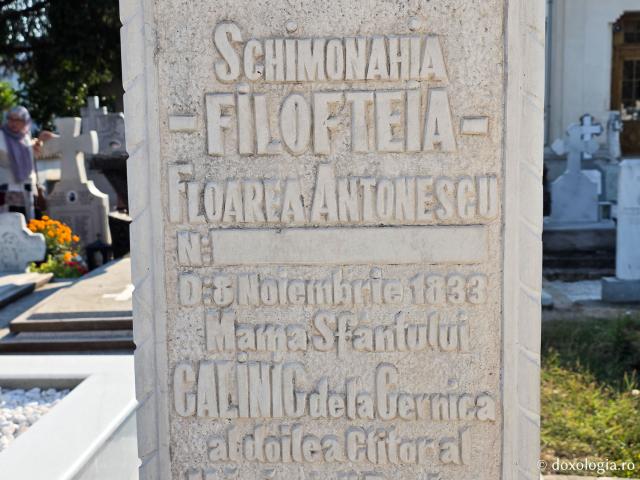 SCHIMONAHIA
- FILOFTEIA -
FLOAREA ANTONESCU
N:
D: 8 Noiembrie 1833
Mama Sfantului
CALINIC de la Cernica
al doilea Ctitor al
© doxologia.ro